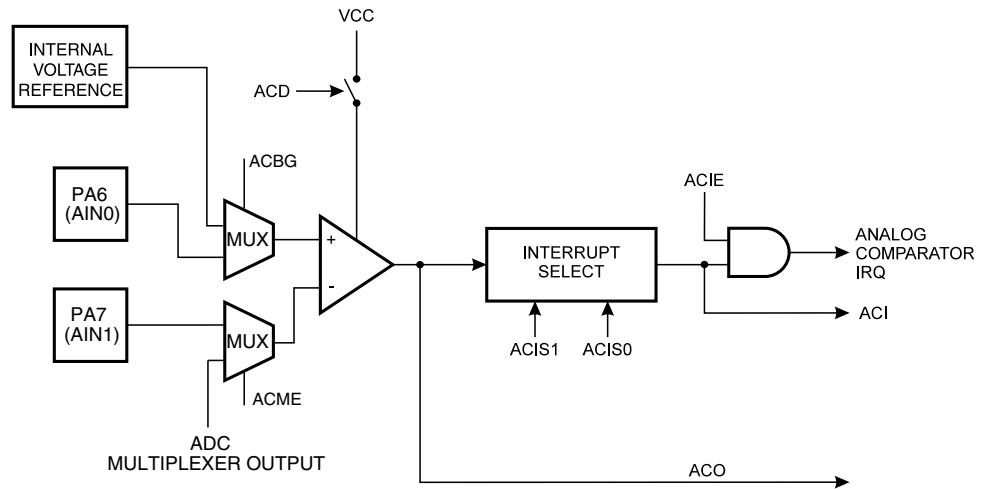 INTERNAL
VOLTAGE
REFERENCE
VCC
ACD
ACBG
PA6
(AIN0)
MUX
+
-
PA7
(AIN1)
MUX
ACME
ADC
MULTIPLEXER OUTPUT
INTERRUPT
SELECT
ACIS1
ACIS0
ACIE
ANALOG
COMPARATOR
IRQ
ACI
ACO